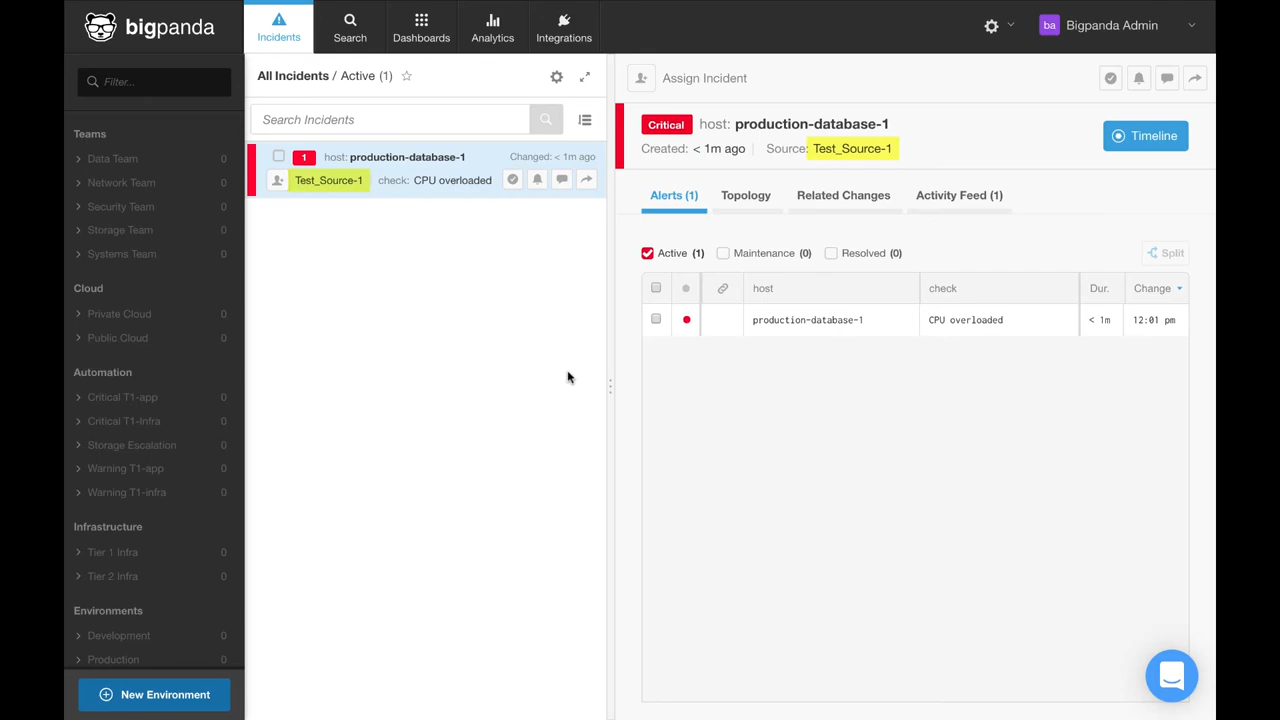 bigpanda
Incidents
Search
Dashboards
Analytics
Integrations
ba
Bigpanda Admin
Filter...
Teams
Data Team 0
Network Team 0
Security Team 0
Storage Team 0
Systems Team 0
Cloud
Private Cloud 0
Public Cloud 0
Automation
Critical T1-app 0
Critical T1-Infra 0
Storage Escalation 0
Warning T1-app 0
Warning T1-infra 0
Infrastructure
Tier 1 Infra 0
Tier 2 Infra 0
Environments
Development 0
Production 0
New Environment
All Incidents / Active (1)
Search Incidents
1 host: production-database-1 Changed: < 1m ago
Test_Source-1 check: CPU overloaded
Assign Incident
Critical host: production-database-1
Created: < 1m ago Source: Test_Source-1
Timeline
Alerts (1) Topology Related Changes Activity Feed (1)
Active (1) Maintenance (0) Resolved (0) Split
host check Dur. Change
production-database-1 CPU overloaded < 1m 12:01 pm